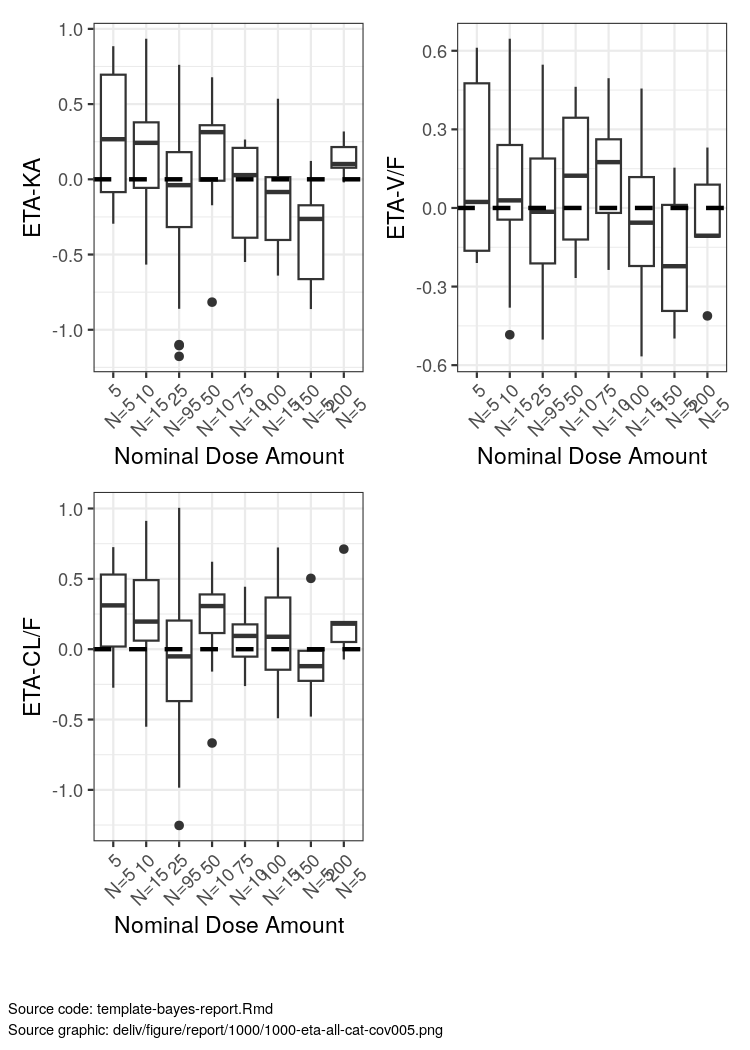 ETA-KA
1.0
0.5
0.0
-0.5
-1.0
5
N=5
10
N=15
25
N=95
50
N=10
75
N=10
100
N=15
150
N=5
200
N=5
Nominal Dose Amount
ETA-V/F
0.6
0.3
0.0
-0.3
-0.6
5
N=5
10
N=15
25
N=95
50
N=10
75
N=10
100
N=15
150
N=5
200
N=5
Nominal Dose Amount
ETA-CL/F
1.0
0.5
0.0
-0.5
-1.0
5
N=5
10
N=15
25
N=95
50
N=10
75
N=10
100
N=15
150
N=5
200
N=5
Nominal Dose Amount
Source code: template-bayes-report.Rmd
Source graphic: deliv/figure/report/1000/1000-eta-all-cat-cov005.png